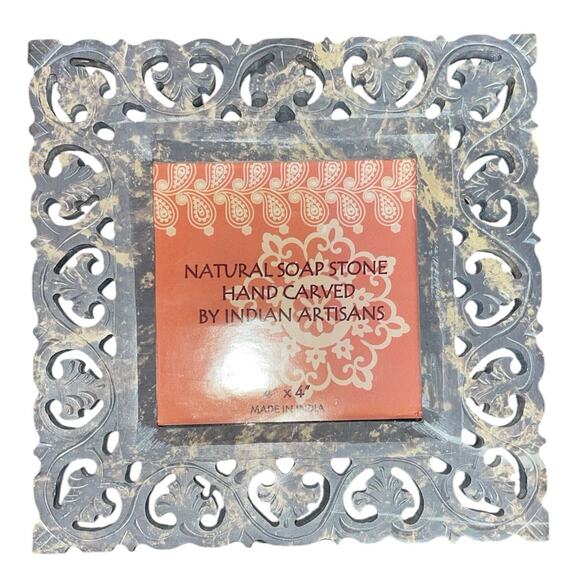 NATURAL SOAP STONE
HAND CARVED
BY INDIAN ARTISANS
x 4"
MADE IN INDIA